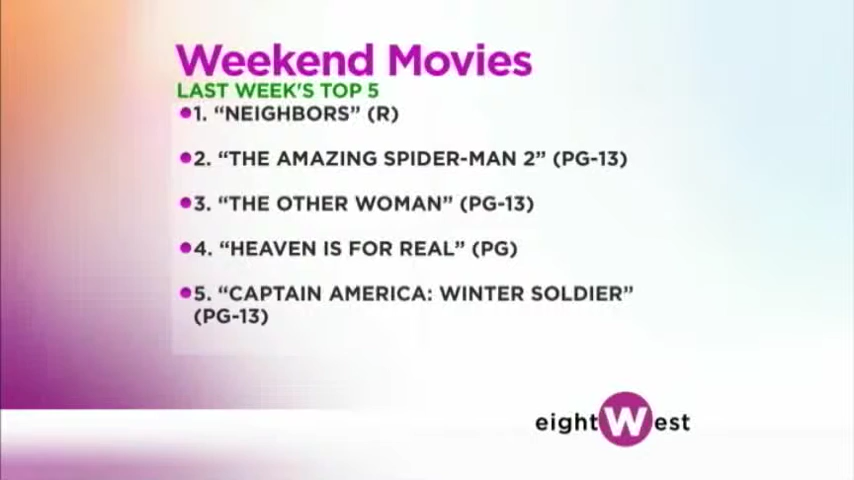 Weekend Movies
LAST WEEK'S TOP 5
•1. “NEIGHBORS” (R)
•2. “THE AMAZING SPIDER-MAN 2” (PG-13)
•3. “THE OTHER WOMAN” (PG-13)
•4. “HEAVEN IS FOR REAL” (PG)
•5. “CAPTAIN AMERICA: WINTER SOLDIER”
(PG-13)
eightWest